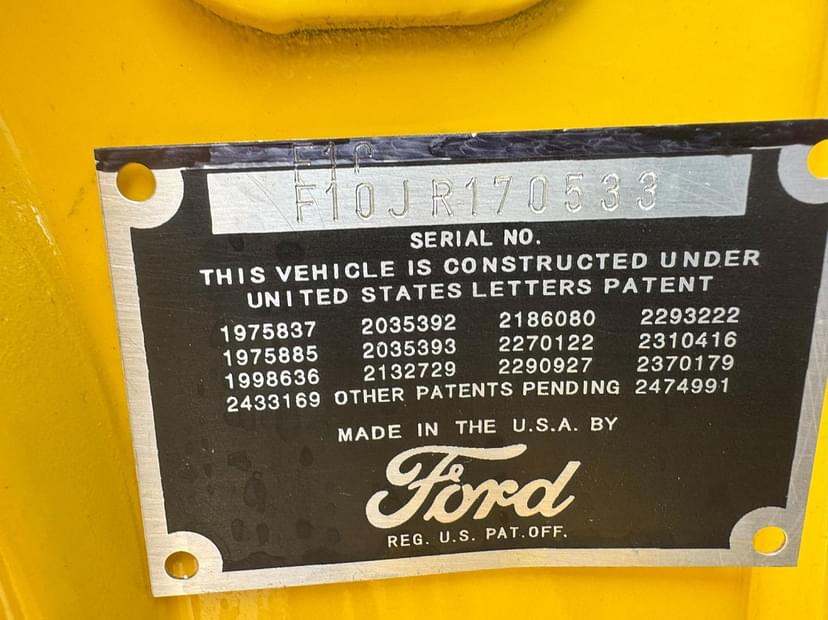 F1C
F10JR170533
SERIAL NO.
THIS VEHICLE IS CONSTRUCTED UNDER
UNITED STATES LETTERS PATENT
1975837 2035392 2186080 2293222
1975885 2035393 2270122 2310416
1998636 2132729 2290927 2370179
2433169 OTHER PATENTS PENDING 2474991
MADE IN THE U.S.A. BY
Ford
REG. U.S. PAT. OFF.